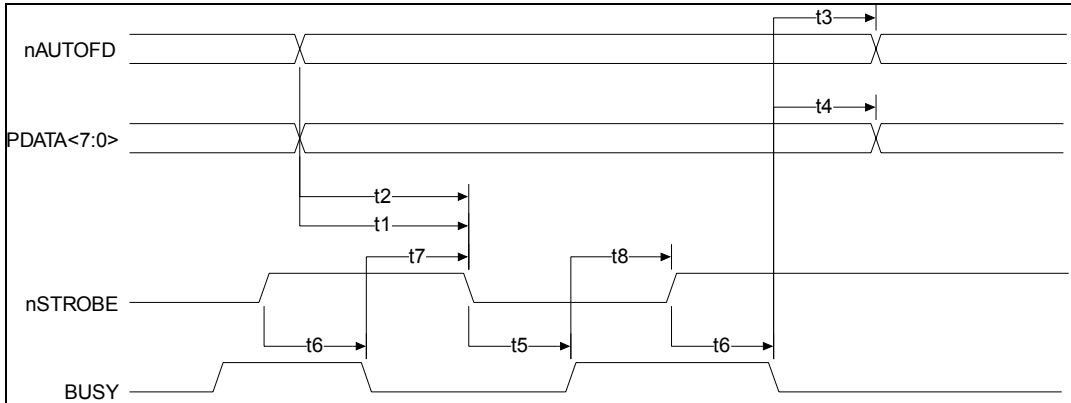 t3
nAUTOFD
t4
PDATA<7:0>
t2
t1
t7
t8
nSTROBE
t6
t5
t6
BUSY